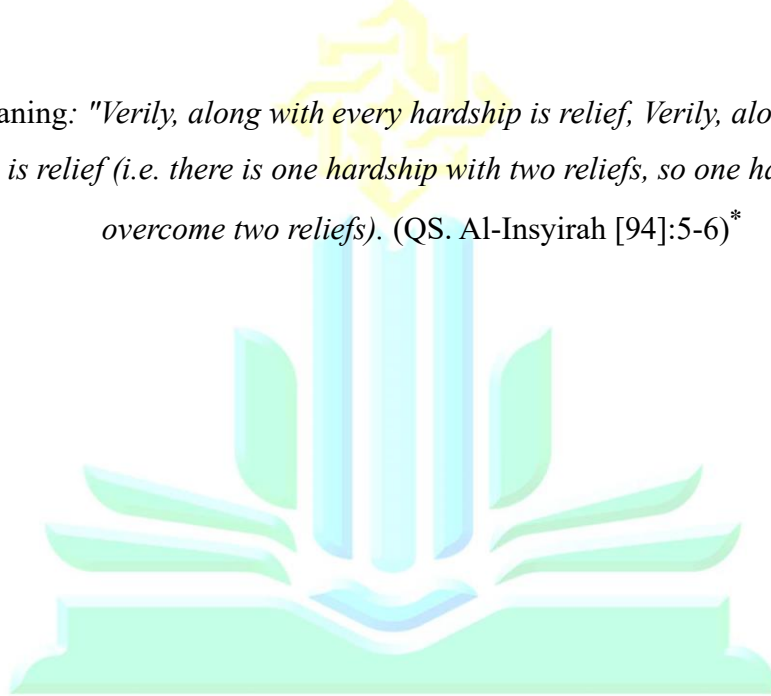 eaning: "Verily, along with every hardship is relief, Verily, alo
is relief (i.e. there is one hardship with two reliefs, so one ha
overcome two reliefs). (QS. Al-Insyirah [94]:5-6)*